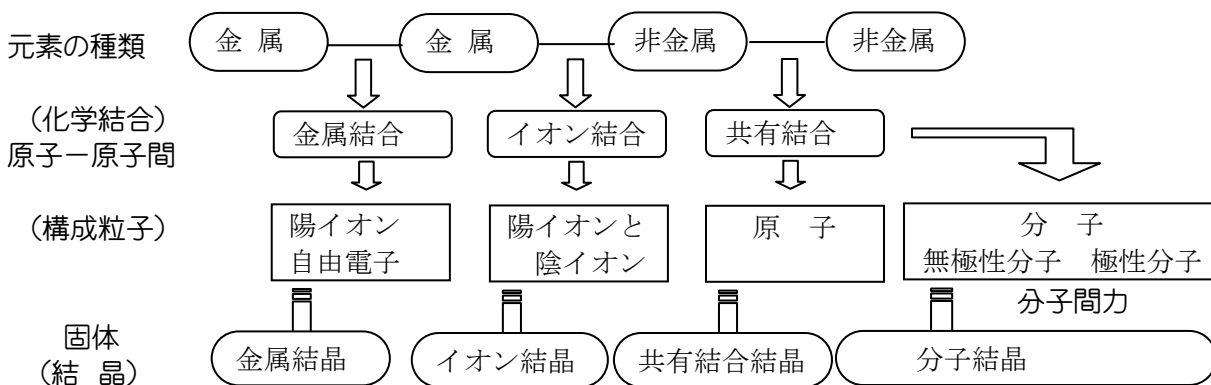 元素の種類 金 属 金 属 非金属 非金属
(化学結合)
原子ー原子間 金属結合 イオン結合 共有結合
(構成粒子) 陽イオン 陽イオンと 原 子 分 子
自由電子 陰イオン 無極性分子 極性分子
分子間力
固体
(結 晶) 金属結晶 イオン結晶 共有結合結晶 分子結晶